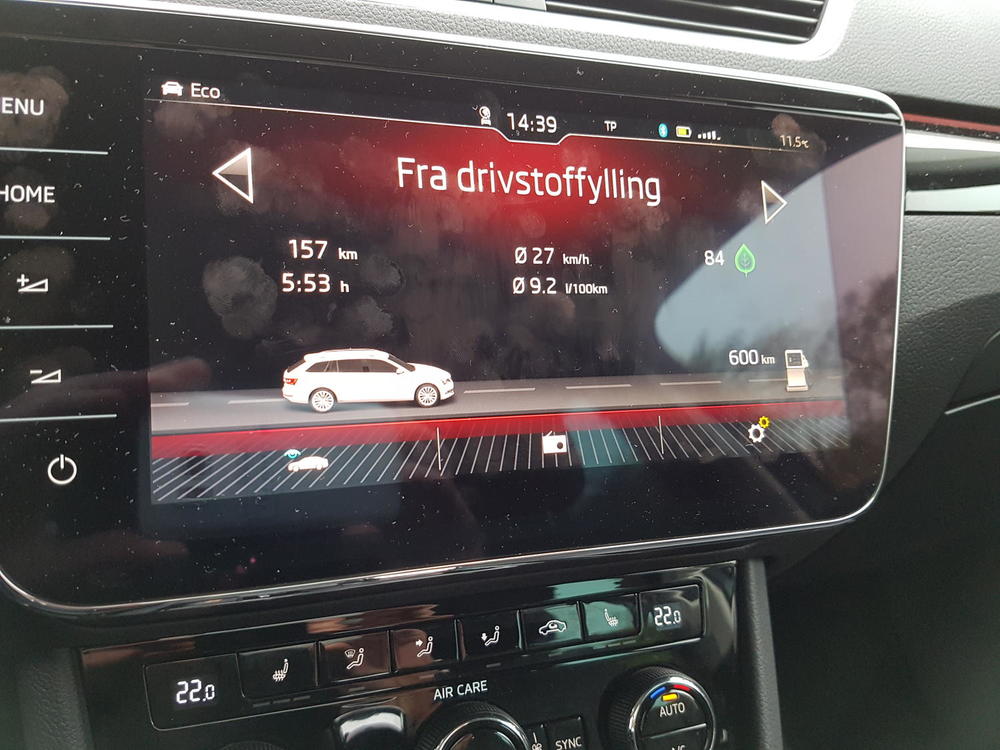 ENU
HOME
Eco
14:39
TP
11.5°C
Fra drivstoffylling
157 km
Ø 27 km/h
84
5:53 h
Ø 9.2 l/100km
600 km
22.0
22.0
AIR CARE
AUTO
SYNC
A/C